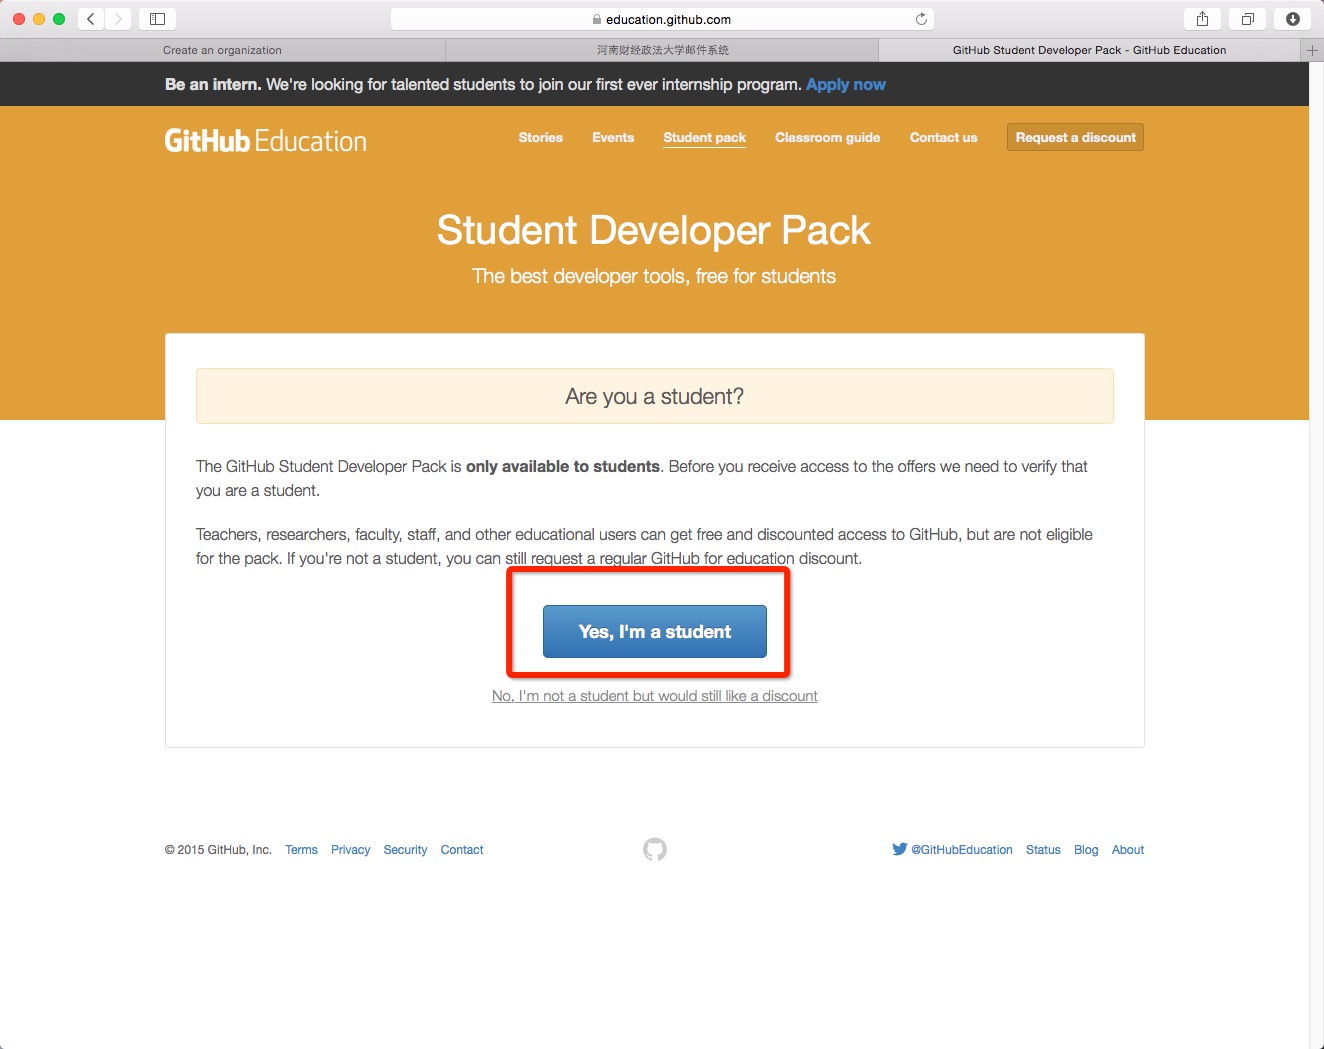 education.github.com
Create an organization
河南财经政法大学邮件系统
GitHub Student Developer Pack - GitHub Education
Be an intern. We're looking for talented students to join our first ever internship program. Apply now
GitHub Education
Stories
Events
Student pack
Classroom guide
Contact us
Request a discount
Student Developer Pack
The best developer tools, free for students
Are you a student?
The GitHub Student Developer Pack is only available to students. Before you receive access to the offers we need to verify that
you are a student.
Teachers, researchers, faculty, staff, and other educational users can get free and discounted access to GitHub, but are not eligible
for the pack. If you're not a student, you can still request a regular GitHub for education discount.
Yes, I'm a student
No, I'm not a student but would still like a discount
© 2015 GitHub, Inc.
Terms
Privacy
Security
Contact
@GitHubEducation
Status
Blog
About